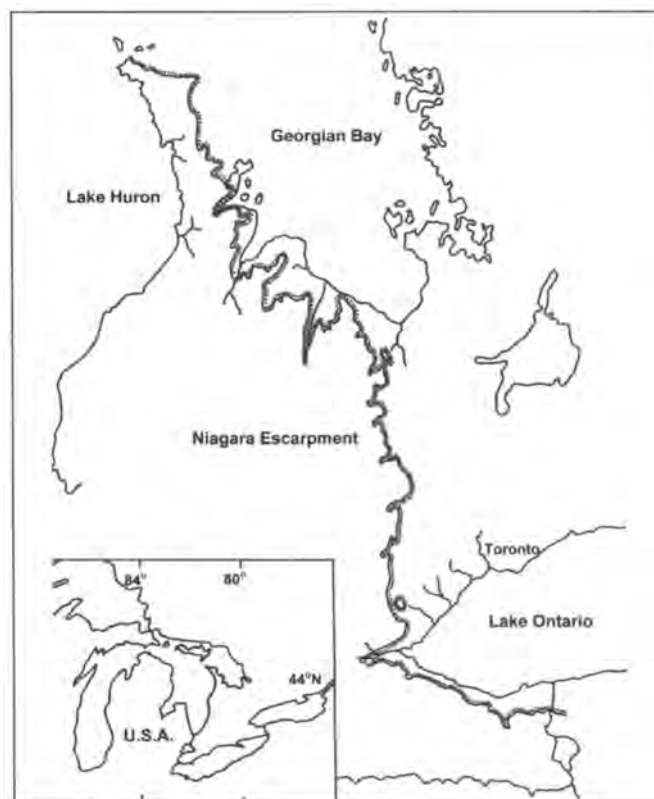 Georgian Bay
Lake Huron
Niagara Escarpment
Toronto
Lake Ontario
84°
80°
44°N
U.S.A.